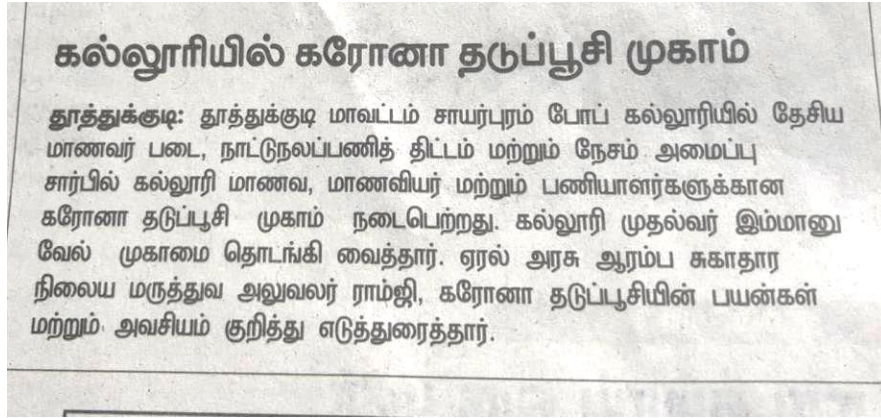 கல்லூரியில் கரோனா தடுப்பூசி முகாம்
தூத்துக்குடி: தூத்துக்குடி மாவட்டம் சாயர்புரம் போப் கல்லூரியில் தேசிய
மாணவர் படை, நாட்டுநலப்பணித் திட்டம் மற்றும் நேசம் அமைப்பு
சார்பில் கல்லூரி மாணவ, மாணவியர் மற்றும் பணியாளர்களுக்கான
கரோனா தடுப்பூசி முகாம் நடைபெற்றது. கல்லூரி முதல்வர் இம்மானு
வேல் முகாமை தொடங்கி வைத்தார். ஏரல் அரசு ஆரம்ப சுகாதார
நிலைய மருத்துவ அலுவலர் ராம்ஜி, கரோனா தடுப்பூசியின் பயன்கள்
மற்றும் அவசியம் குறித்து எடுத்துரைத்தார்.